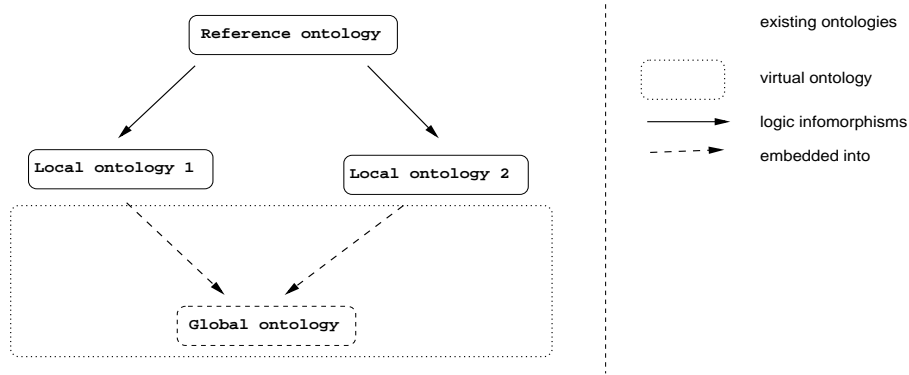 Reference ontology
Local ontology 1
Local ontology 2
Global ontology
existing ontologies
virtual ontology
logic infomorphisms
embedded into